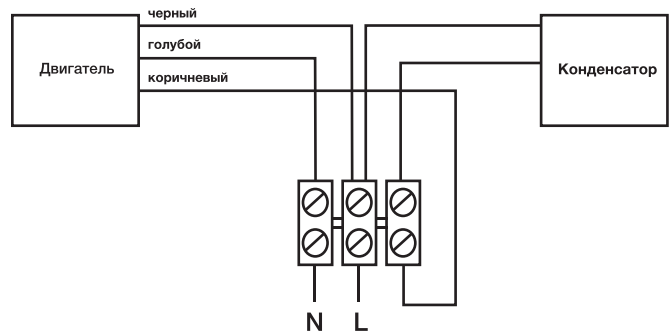 черный
голубой
Двигатель
коричневый
Конденсатор
N L